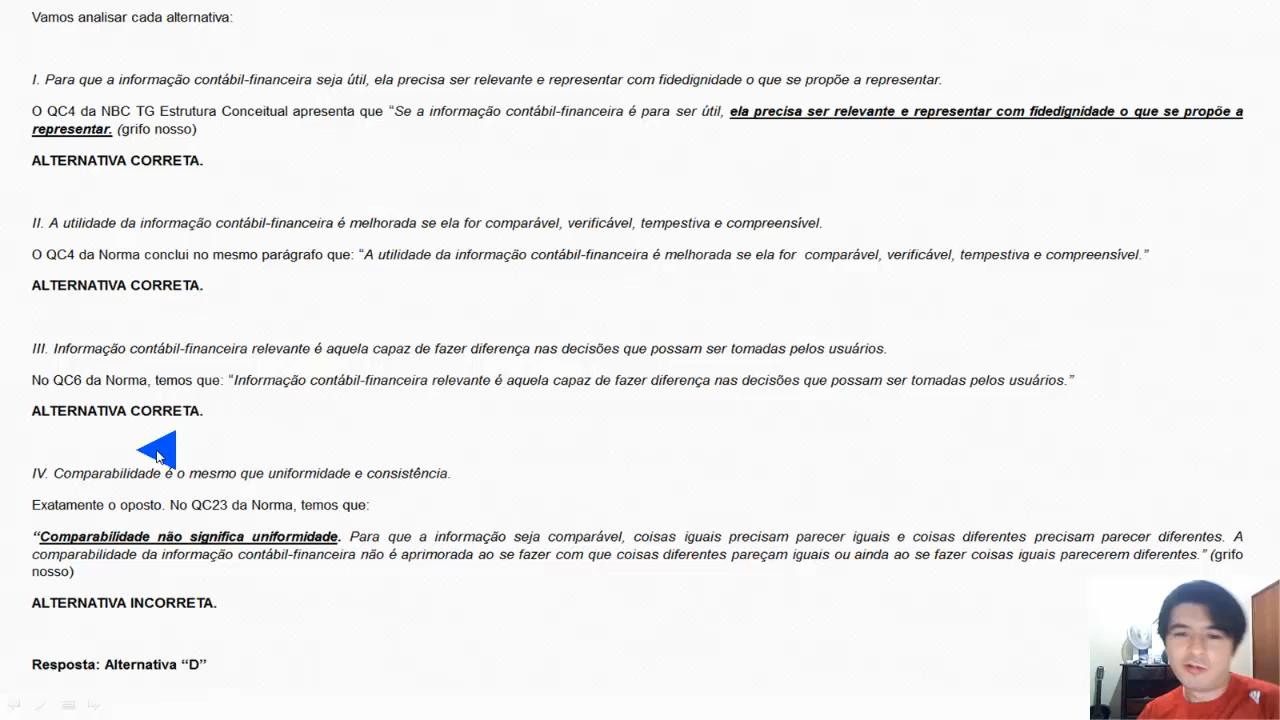 Vamos analisar cada alternativa:
I. Para que a informação contábil-financeira seja útil, ela precisa ser relevante e representar com fidedignidade o que se propõe a representar.
O QC4 da NBC TG Estrutura Conceitual apresenta que “Se a informação contábil-financeira é para ser útil, ela precisa ser relevante e representar com fidedignidade o que se propõe a
representar. (grifo nosso)
ALTERNATIVA CORRETA.
II. A utilidade da informação contábil-financeira é melhorada se ela for comparável, verificável, tempestiva e compreensível.
O QC4 da Norma conclui no mesmo parágrafo que: “A utilidade da informação contábil-financeira é melhorada se ela for comparável, verificável, tempestiva e compreensível.”
ALTERNATIVA CORRETA.
III. Informação contábil-financeira relevante é aquela capaz de fazer diferença nas decisões que possam ser tomadas pelos usuários.
No QC6 da Norma, temos que: “Informação contábil-financeira relevante é aquela capaz de fazer diferença nas decisões que possam ser tomadas pelos usuários.”
ALTERNATIVA CORRETA.
IV. Comparabilidade é o mesmo que uniformidade e consistência.
Exatamente o oposto. No QC23 da Norma, temos que:
“Comparabilidade não significa uniformidade. Para que a informação seja comparável, coisas iguais precisam parecer iguais e coisas diferentes precisam parecer diferentes. A
comparabilidade da informação contábil-financeira não é aprimorada ao se fazer com que coisas diferentes pareçam iguais ou ainda ao se fazer coisas iguais parecerem diferentes.” (grifo
nosso)
ALTERNATIVA INCORRETA.
Resposta: Alternativa “D”